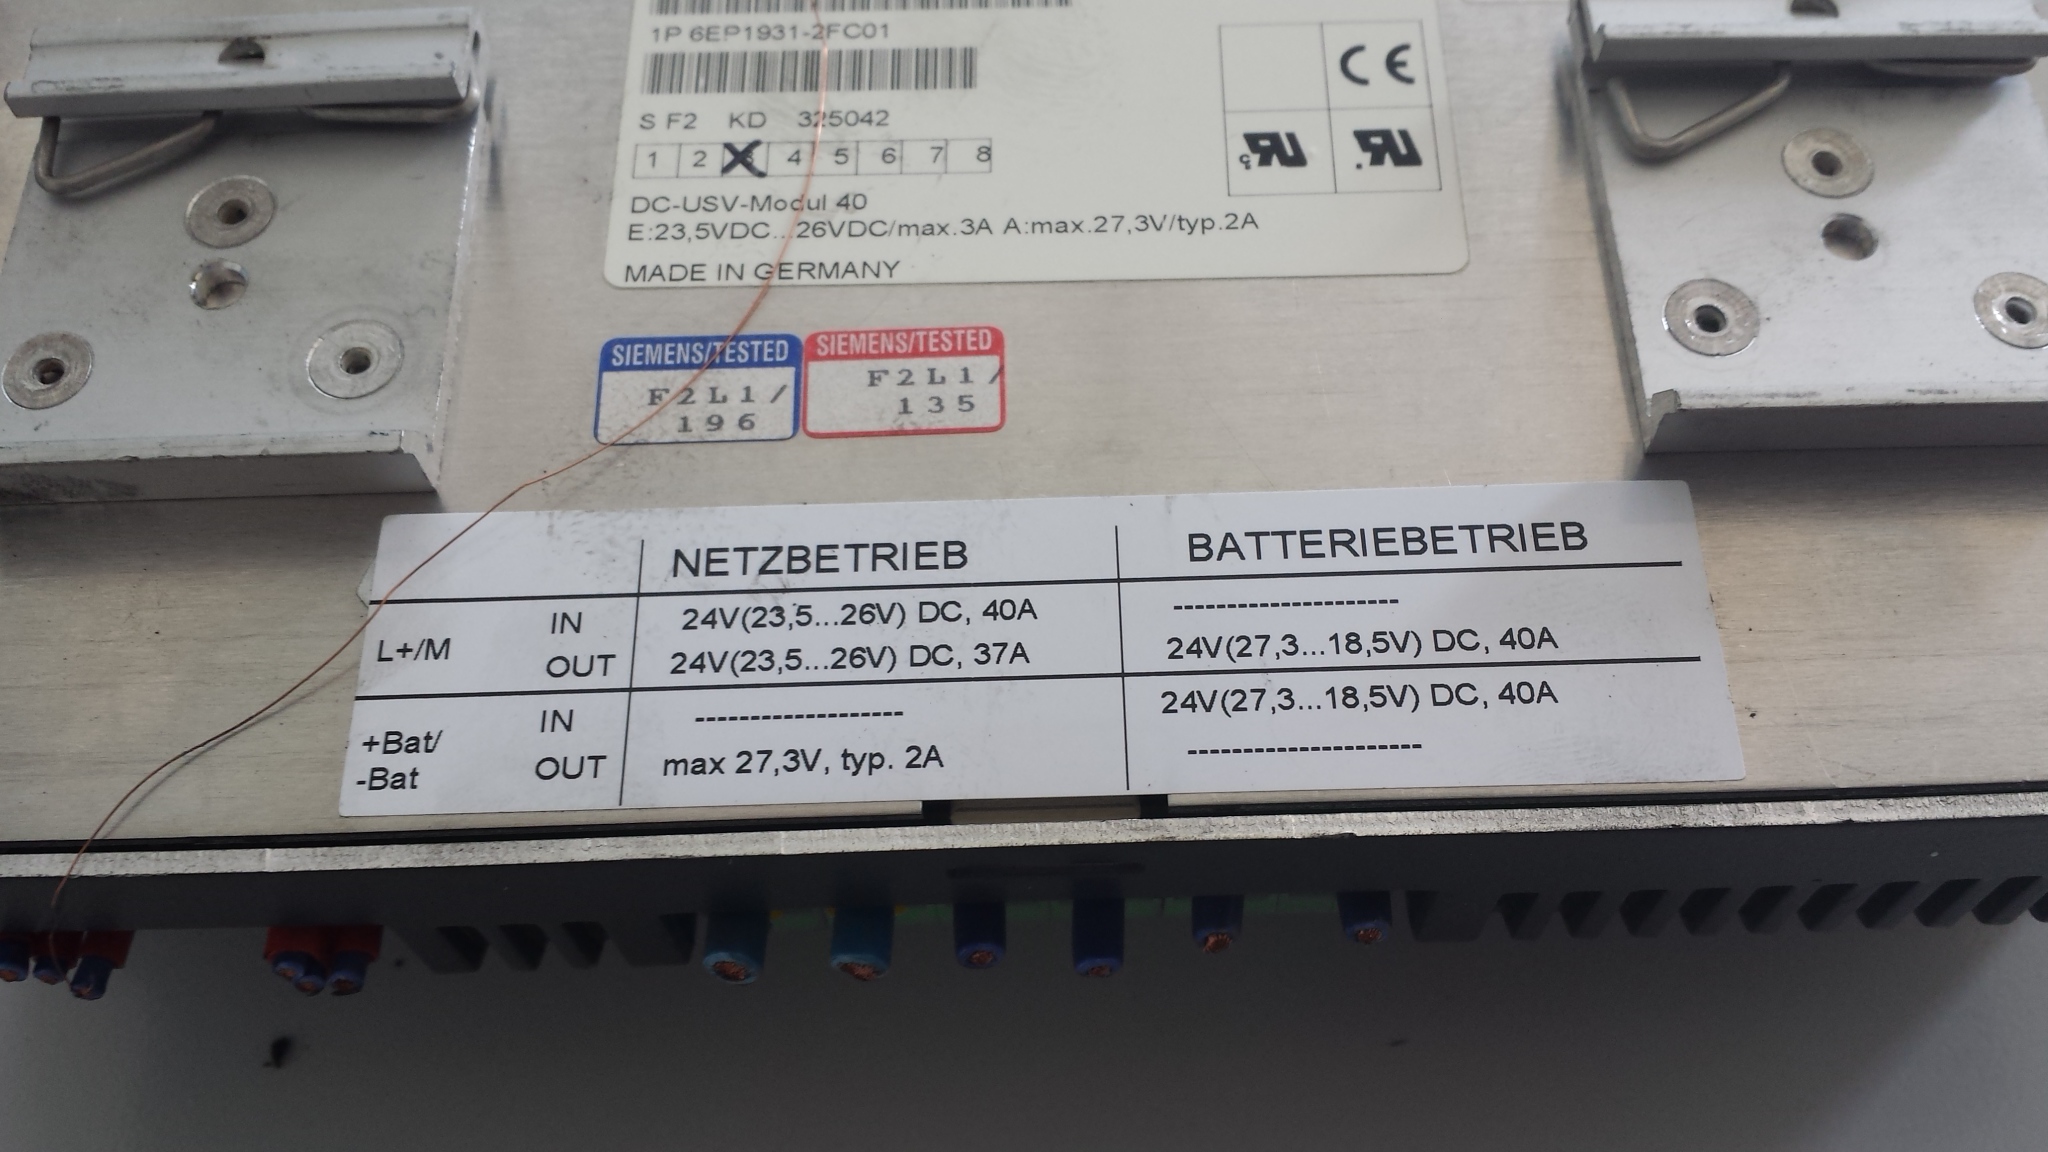 1P 6EP1931-2FC01
S F2 KD 325042
1 2 3 4 5 6 7 8
DC-USV-Modul 40
E:23,5VDC...26VDC/max.3A A:max.27,3V/typ.2A
MADE IN GERMANY
CE
c UR
UR
SIEMENS/TESTED
F2L1/
196
SIEMENS/TESTED
F2L1/
135
NETZBETRIEB BATTERIEBETRIEB
L+/M IN 24V(23,5...26V) DC, 40A ---------------------
OUT 24V(23,5...26V) DC, 37A 24V(27,3...18,5V) DC, 40A
+Bat/ IN ------------------- 24V(27,3...18,5V) DC, 40A
-Bat OUT max 27,3V, typ. 2A ----------------------